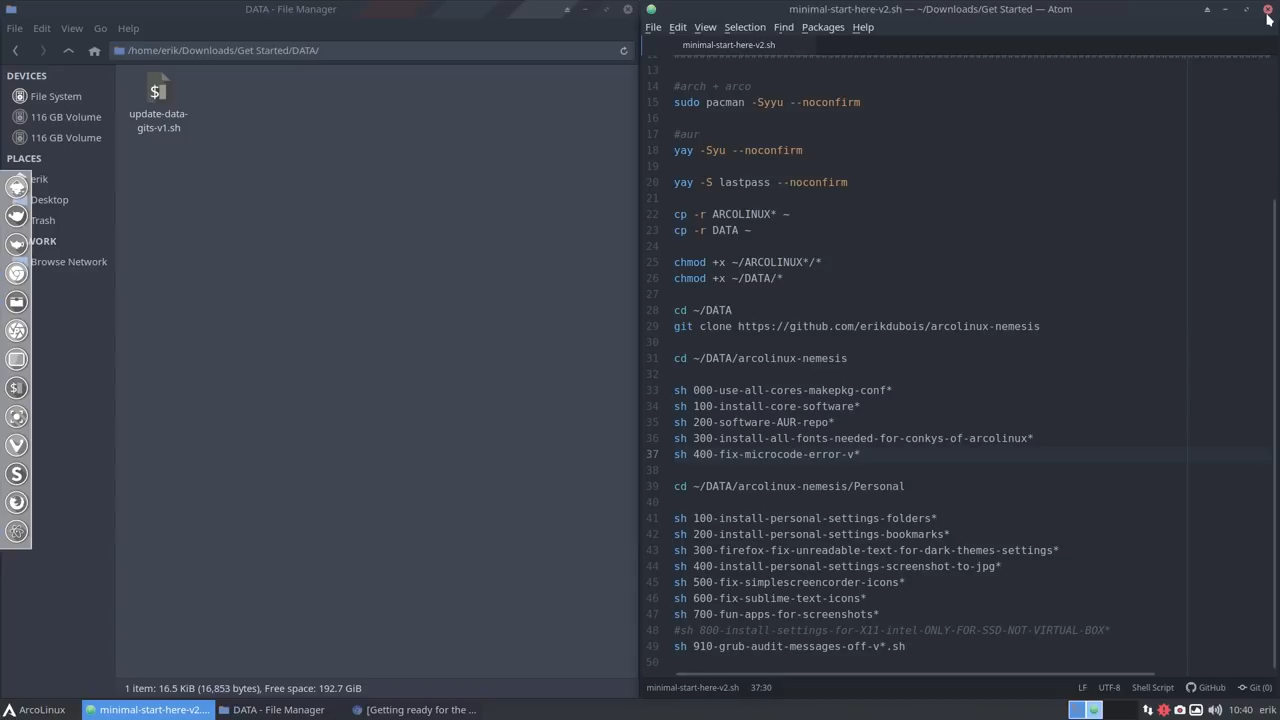 DATA - File Manager
File Edit View Go Help
/home/erik/Downloads/Get Started/DATA/
DEVICES
File System
116 GB Volume
116 GB Volume
PLACES
erik
Desktop
Trash
WORK
Browse Network
$
update-data-
gits-v1.sh
1 item: 16.5 KiB (16,853 bytes), Free space: 192.7 GiB
minimal-start-here-v2.sh — ~/Downloads/Get Started — Atom
File Edit View Selection Find Packages Help
minimal-start-here-v2.sh
13
14 #arch + arco
15 sudo pacman -Syyu --noconfirm
16
17 #aur
18 yay -Syu --noconfirm
19
20 yay -S lastpass --noconfirm
21
22 cp -r ARCOLINUX* ~
23 cp -r DATA ~
24
25 chmod +x ~/ARCOLINUX*/*
26 chmod +x ~/DATA/*
27
28 cd ~/DATA
29 git clone https://github.com/erikdubois/arcolinux-nemesis
30
31 cd ~/DATA/arcolinux-nemesis
32
33 sh 000-use-all-cores-makepkg-conf*
34 sh 100-install-core-software*
35 sh 200-software-AUR-repo*
36 sh 300-install-all-fonts-needed-for-conkys-of-arcolinux*
37 sh 400-fix-microcode-error-v*
38
39 cd ~/DATA/arcolinux-nemesis/Personal
40
41 sh 100-install-personal-settings-folders*
42 sh 200-install-personal-settings-bookmarks*
43 sh 300-firefox-fix-unreadable-text-for-dark-themes-settings*
44 sh 400-install-personal-settings-screenshot-to-jpg*
45 sh 500-fix-simplescreencorder-icons*
46 sh 600-fix-sublime-text-icons*
47 sh 700-fun-apps-for-screenshots*
48 #sh 800-install-settings-for-X11-intel-ONLY-FOR-SSD-NOT-VIRTUAL-BOX*
49 sh 910-grub-audit-messages-off-v*.sh
50
minimal-start-here-v2.sh 37:30 LF UTF-8 Shell Script GitHub Git (0)
ArcoLinux minimal-start-here-v2.... DATA - File Manager [Getting ready for the ... 10:40 erik